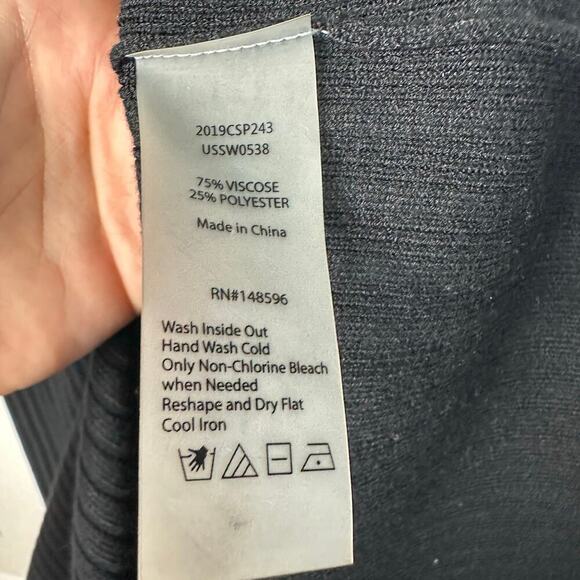 2019CSP243
USSW0538
75% VISCOSE
25% POLYESTER
Made in China
RN#148596
Wash Inside Out
Hand Wash Cold
Only Non-Chlorine Bleach
when Needed
Reshape and Dry Flat
Cool Iron